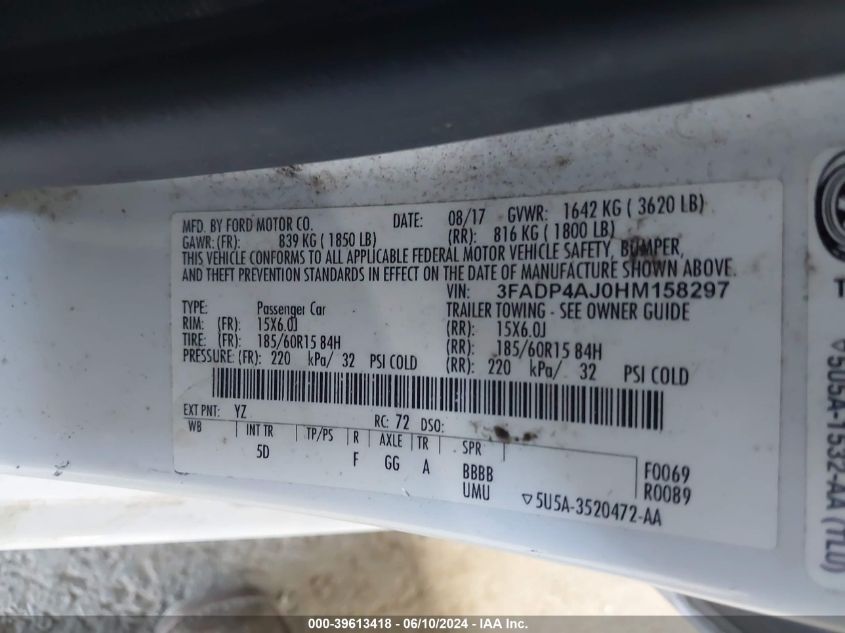 MFD. BY FORD MOTOR CO. DATE: 08/17 GVWR: 1642 KG ( 3620 LB)
GAWR: (FR): 839 KG ( 1850 LB) (RR): 816 KG ( 1800 LB)
THIS VEHICLE CONFORMS TO ALL APPLICABLE FEDERAL MOTOR VEHICLE SAFETY, BUMPER,
AND THEFT PREVENTION STANDARDS IN EFFECT ON THE DATE OF MANUFACTURE SHOWN ABOVE.
VIN: 3FADP4AJ0HM158297
TYPE: Passenger Car TRAILER TOWING - SEE OWNER GUIDE
RIM: (FR): 15X6.0J (RR): 15X6.0J
TIRE: (FR): 185/60R15 84H (RR): 185/60R15 84H
PRESSURE: (FR): 220 kPa/ 32 PSI COLD (RR): 220 kPa/ 32 PSI COLD
EXT PNT: YZ RC: 72 DSO:
WB INT TR TP/PS R AXLE TR SPR
5D F GG A BBBB F0069
UMU R0089
▽5U5A-3520472-AA
▽5U5A-1532-AA (TLD)
000-39613418 - 06/10/2024 - IAA Inc.